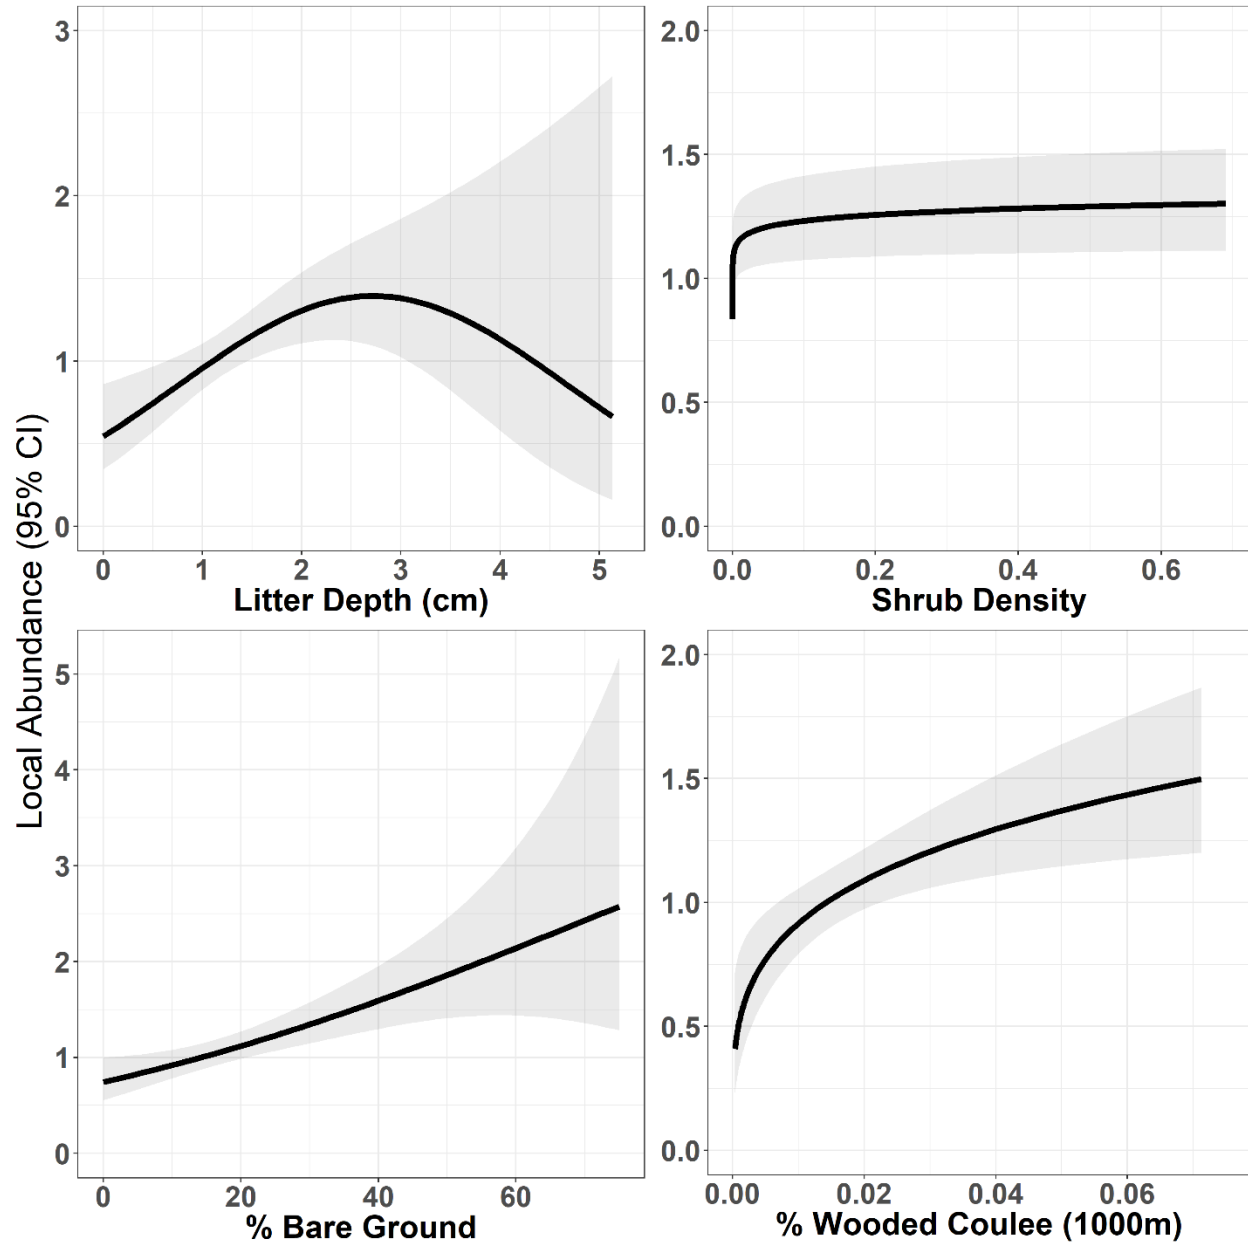 Local Abundance (95% CI)
3
2
1
0
0 1 2 3 4 5
Litter Depth (cm)
2.0
1.5
1.0
0.5
0.0
0.0 0.2 0.4 0.6
Shrub Density
5
4
3
2
1
0
0 20 40 60
% Bare Ground
2.0
1.5
1.0
0.5
0.0
0.00 0.02 0.04 0.06
% Wooded Coulee (1000m)